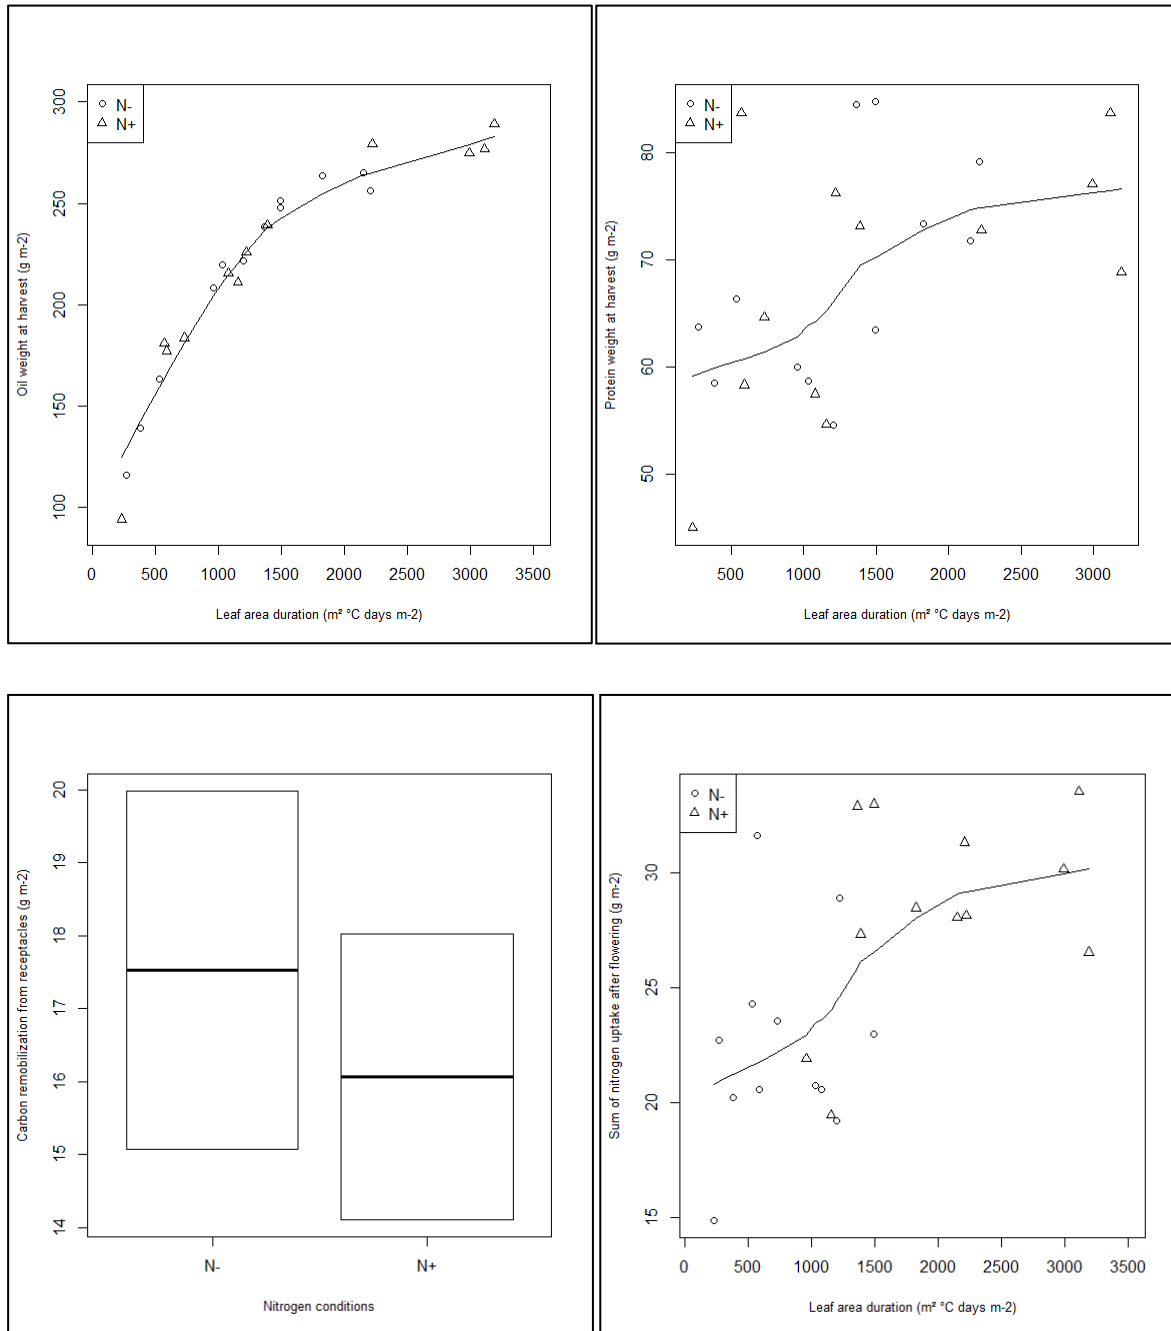 N-
N+
300
250
200
150
100
Oil weight at harvest (g m-2)
0 500 1000 1500 2000 2500 3000 3500
Leaf area duration (m² °C days m-2)
N-
N+
80
70
60
50
Protein weight at harvest (g m-2)
500 1000 1500 2000 2500 3000
Leaf area duration (m² °C days m-2)
20
19
18
17
16
15
14
Carbon remobilization from receptacles (g m-2)
N- N+
Nitrogen conditions
N-
N+
30
25
20
15
Sum of nitrogen uptake after flowering (g m-2)
0 500 1000 1500 2000 2500 3000 3500
Leaf area duration (m² °C days m-2)